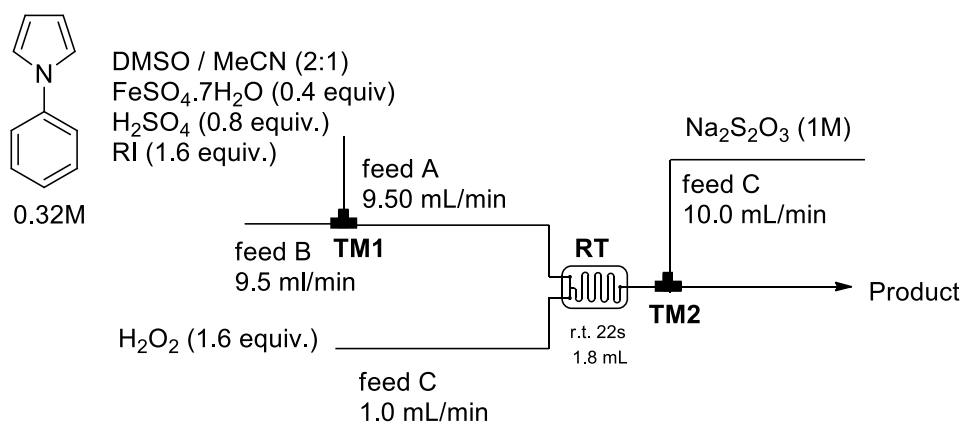 N
0.32M
DMSO / MeCN (2:1)
FeSO₄.7H₂O (0.4 equiv)
H₂SO₄ (0.8 equiv.)
RI (1.6 equiv.)
feed A
9.50 mL/min
TM1
feed B
9.5 ml/min
H₂O₂ (1.6 equiv.)
feed C
1.0 mL/min
RT
r.t. 22s
1.8 mL
Na₂S₂O₃ (1M)
feed C
10.0 mL/min
TM2
Product